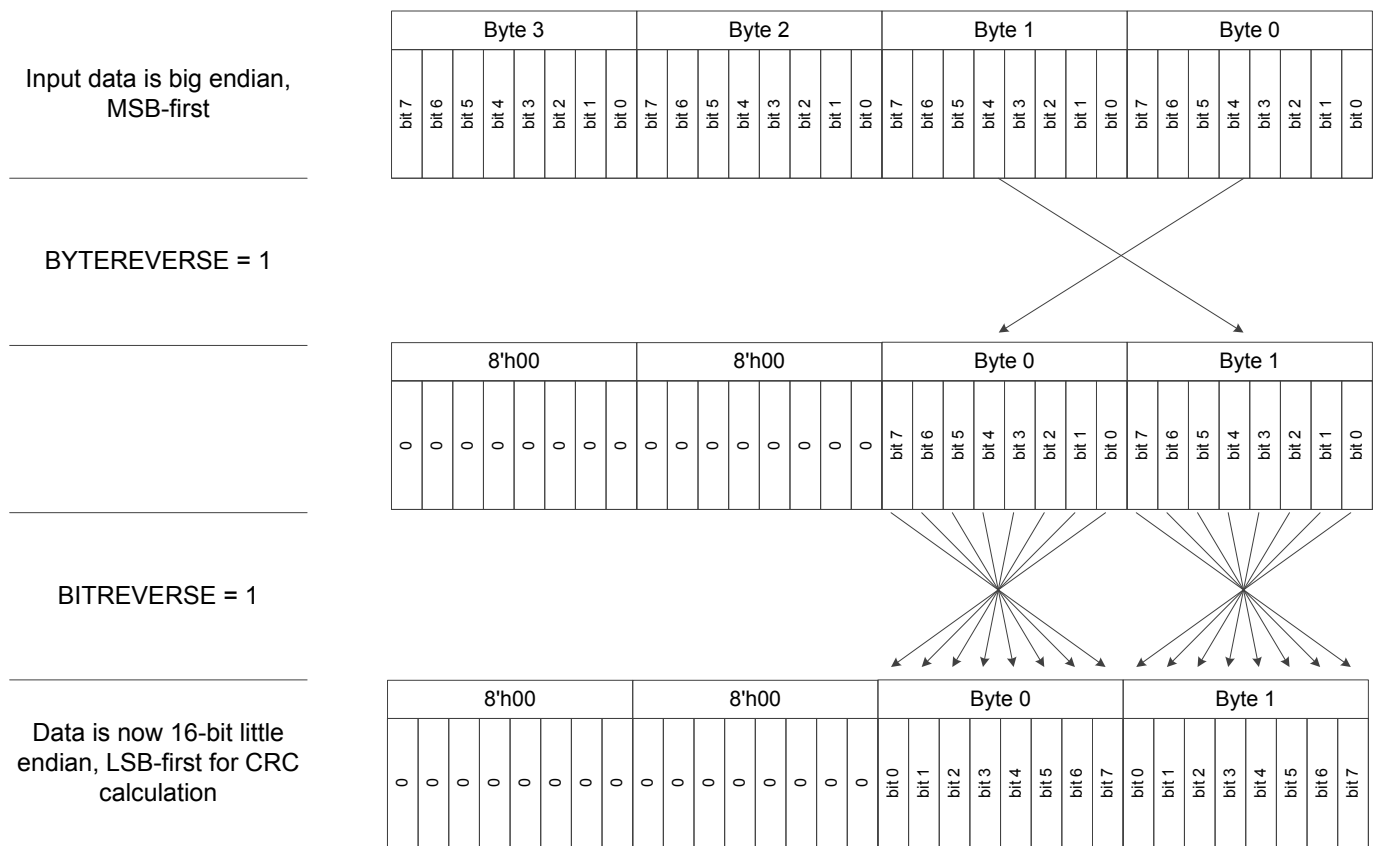 Byte 3 Byte 2 Byte 1 Byte 0
Input data is big endian,
MSB-first
bit 7 bit 6 bit 5 bit 4 bit 3 bit 2 bit 1 bit 0 bit 7 bit 6 bit 5 bit 4 bit 3 bit 2 bit 1 bit 0 bit 7 bit 6 bit 5 bit 4 bit 3 bit 2 bit 1 bit 0 bit 7 bit 6 bit 5 bit 4 bit 3 bit 2 bit 1 bit 0
BYTEREVERSE = 1
8'h00 8'h00 Byte 0 Byte 1
0 0 0 0 0 0 0 0 0 0 0 0 0 0 0 0 bit 7 bit 6 bit 5 bit 4 bit 3 bit 2 bit 1 bit 0 bit 7 bit 6 bit 5 bit 4 bit 3 bit 2 bit 1 bit 0
BITREVERSE = 1
8'h00 8'h00 Byte 0 Byte 1
Data is now 16-bit little
endian, LSB-first for CRC
calculation
0 0 0 0 0 0 0 0 0 0 0 0 0 0 0 0 bit 0 bit 1 bit 2 bit 3 bit 4 bit 5 bit 6 bit 7 bit 0 bit 1 bit 2 bit 3 bit 4 bit 5 bit 6 bit 7